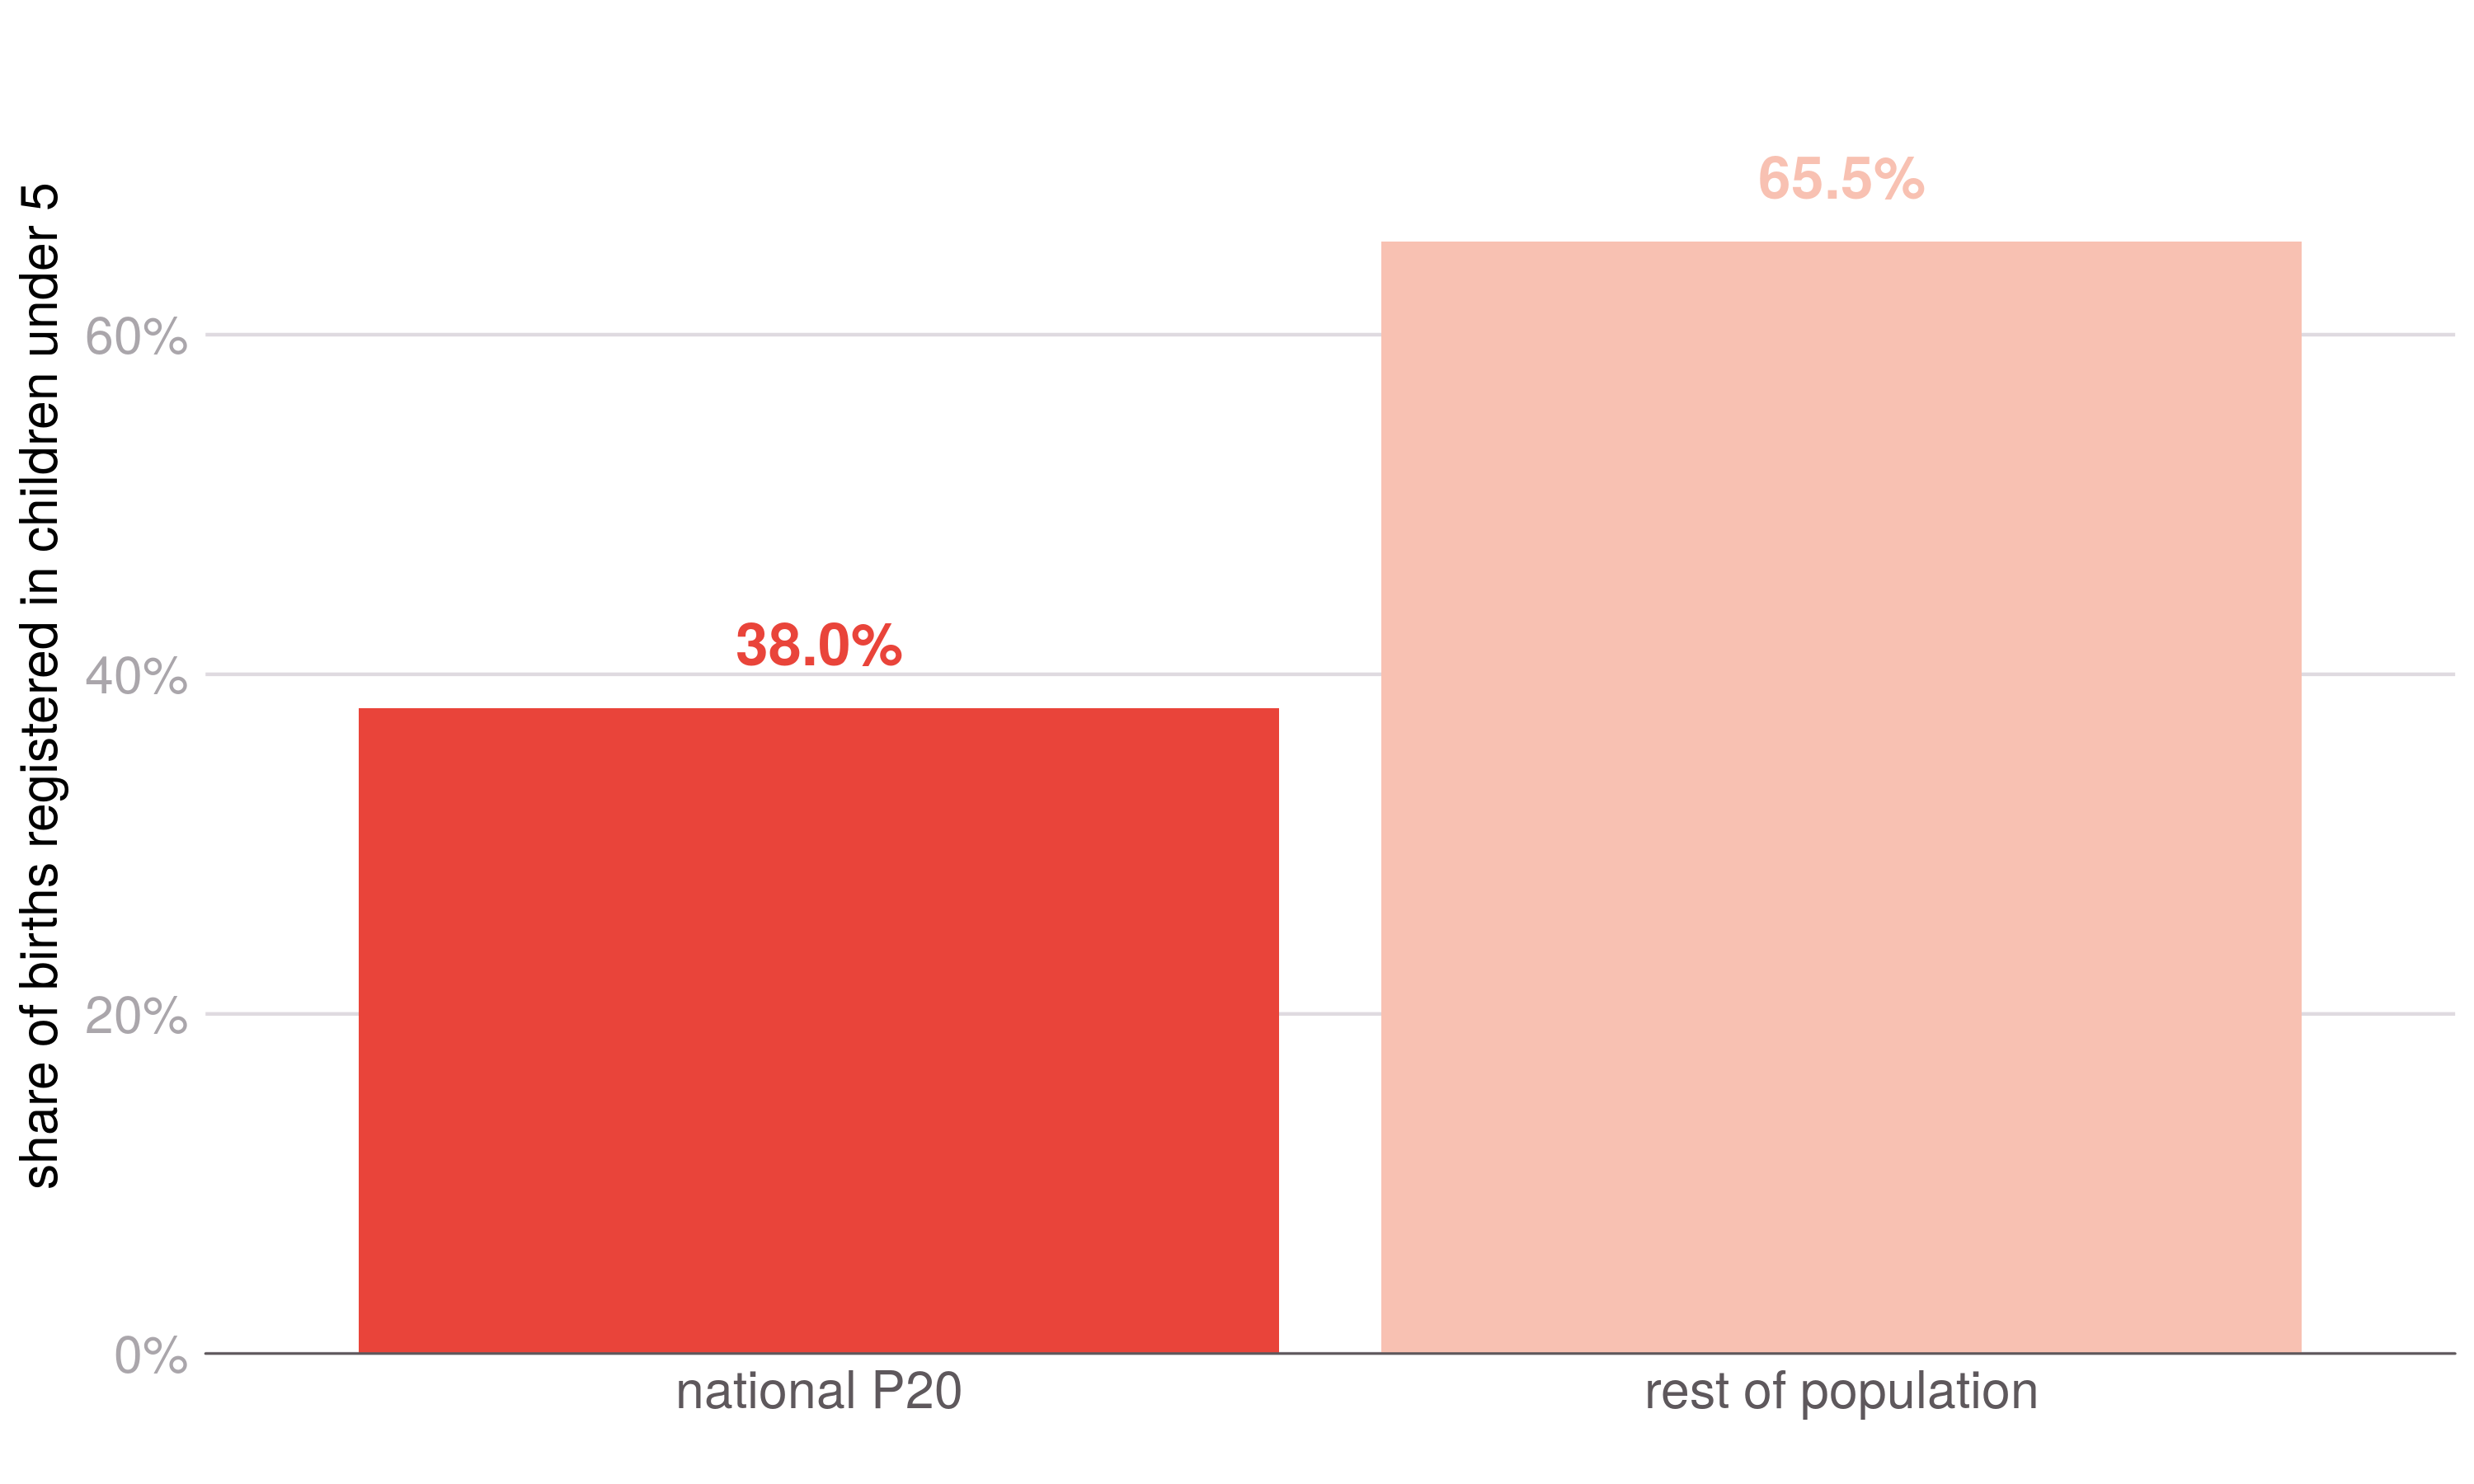 share of births registered in children under 5
65.5%
60%
38.0%
40%
20%
0%
national P20
rest of population